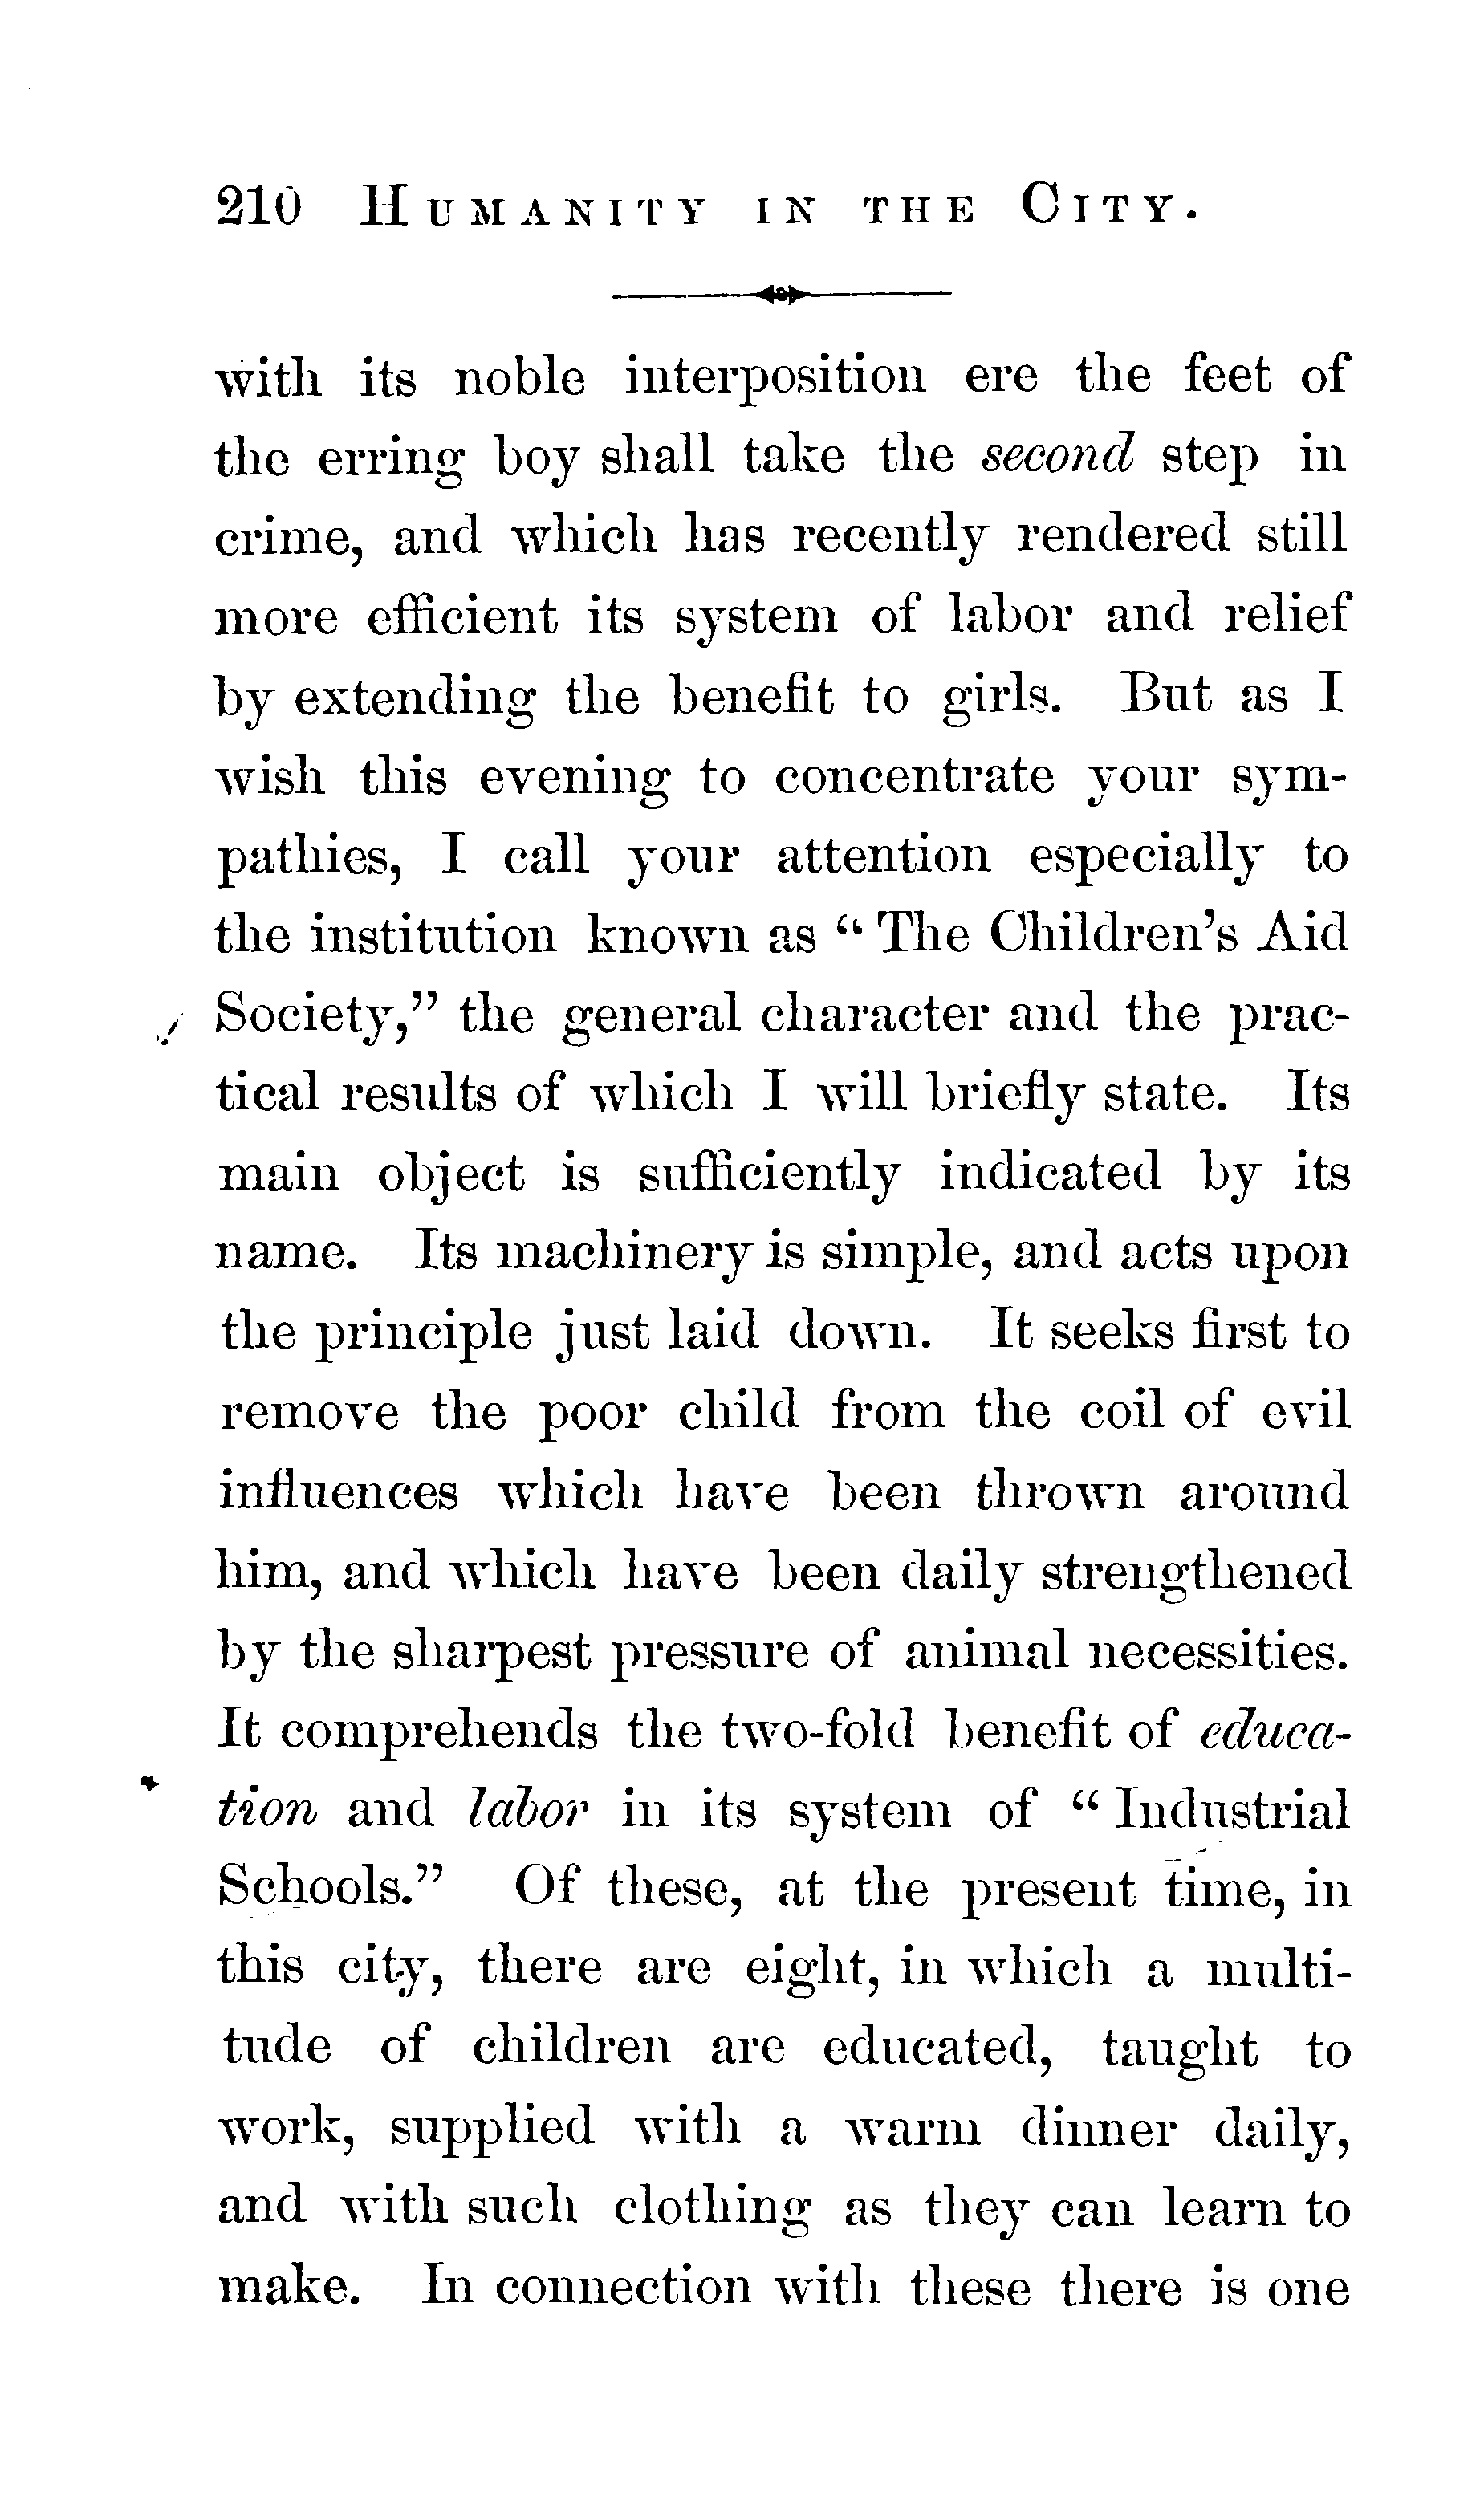 210 HUMANITY IN THE CITY.
with its noble interposition ere the feet of
the erring boy shall take the second step in
crime, and which has recently rendered still
more efficient its system of labor and relief
by extending the benefit to girls. But as I
wish this evening to concentrate your sym-
pathies, I call your attention especially to
the institution known as “ The Children’s Aid
Society,” the general character and the prac-
tical results of which I will briefly state. Its
main object is sufficiently indicated by its
name. Its machinery is simple, and acts upon
the principle just laid down. It seeks first to
remove the poor child from the coil of evil
influences which have been thrown around
him, and which have been daily strengthened
by the sharpest pressure of animal necessities.
It comprehends the two-fold benefit of educa-
tion and labor in its system of “ Industrial
Schools.” Of these, at the present time, in
this city, there are eight, in which a multi-
tude of children are educated, taught to
work, supplied with a warm dinner daily,
and with such clothing as they can learn to
make. In connection with these there is one